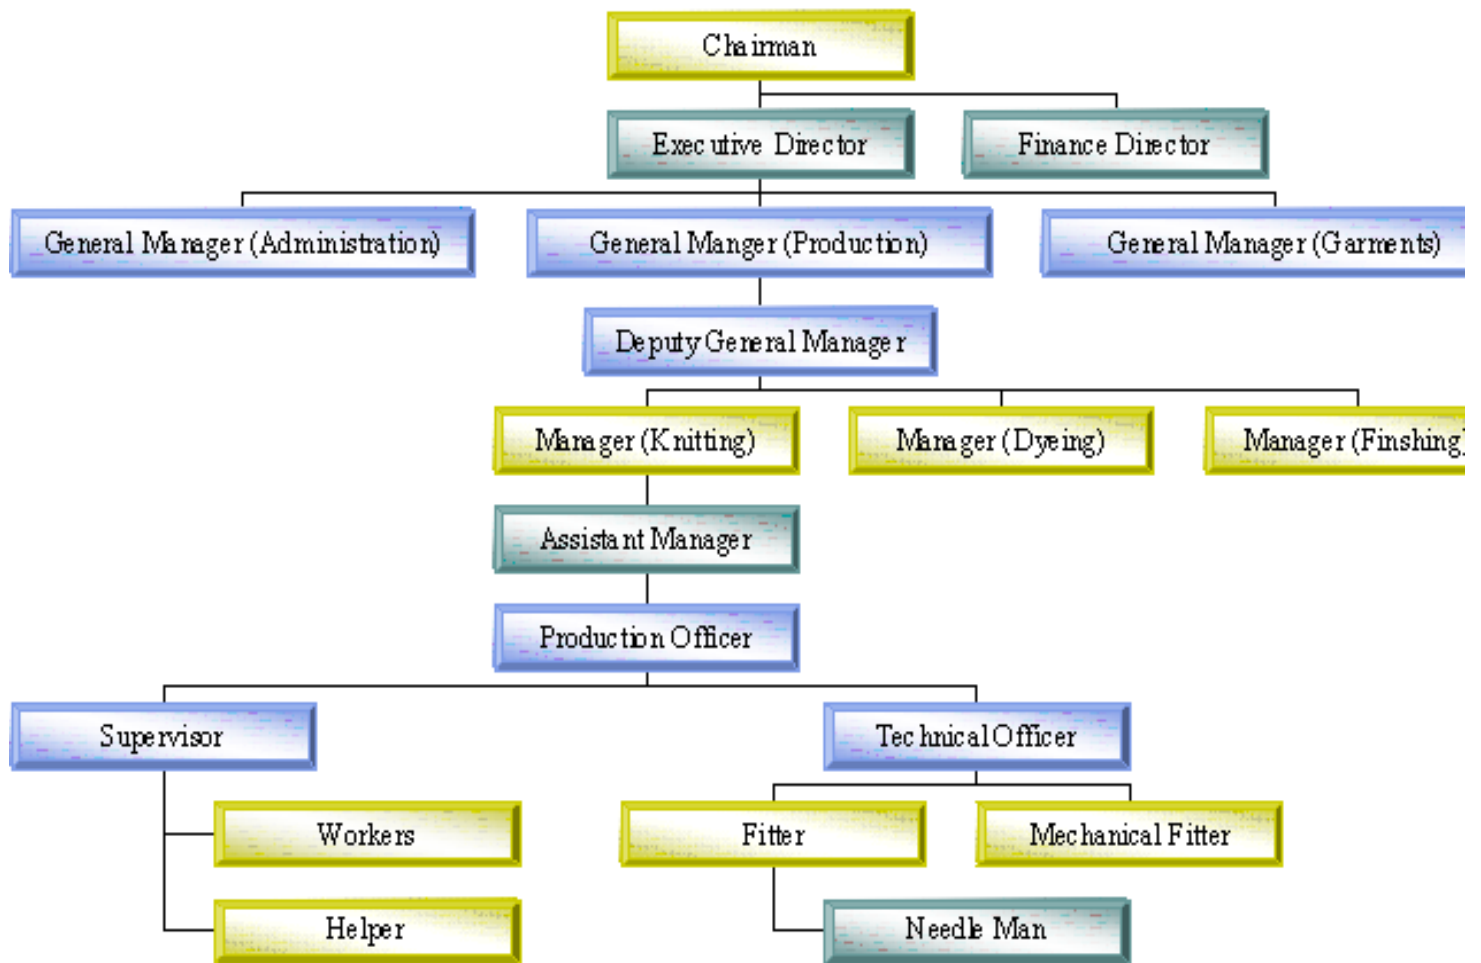 Chairman
Executive Director
Finance Director
General Manager (Administration)
General Manger (Production)
General Manager (Garments)
Deputy General Manager
Manager (Knitting)
Manager (Dyeing)
Manager (Finshing)
Assistant Manager
Production Officer
Supervisor
Technical Officer
Workers
Fitter
Mechanical Fitter
Helper
Needle Man